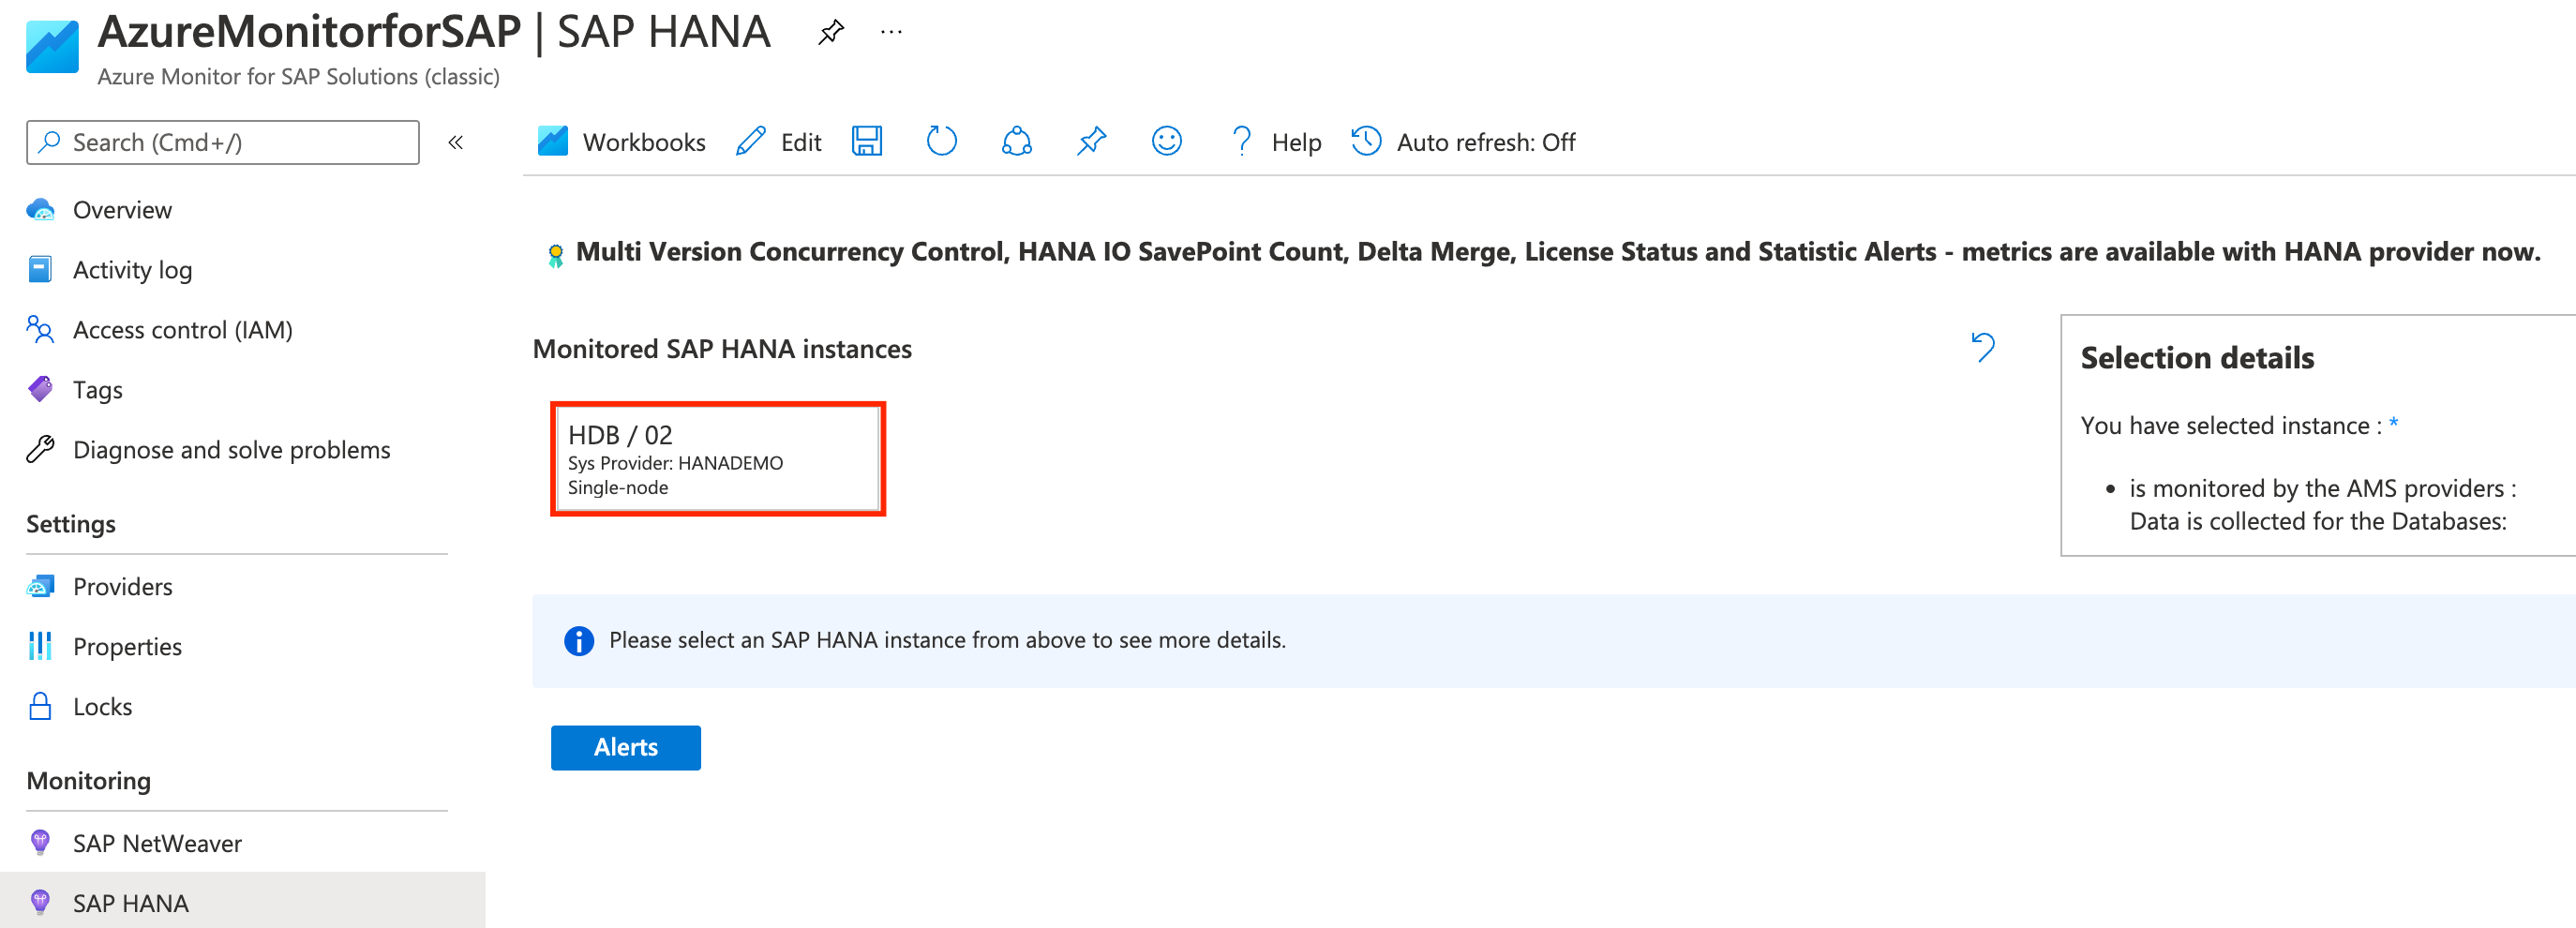 AzureMonitorforSAP | SAP HANA ...
Azure Monitor for SAP Solutions (classic)
Search (Cmd+/)
«
Overview
Activity log
Access control (IAM)
Tags
Diagnose and solve problems
Settings
Providers
Properties
Locks
Monitoring
SAP NetWeaver
SAP HANA
Workbooks Edit ? Help Auto refresh: Off
Multi Version Concurrency Control, HANA IO SavePoint Count, Delta Merge, License Status and Statistic Alerts - metrics are available with HANA provider now.
Monitored SAP HANA instances
HDB / 02
Sys Provider: HANADEMO
Single-node
Selection details
You have selected instance : *
• is monitored by the AMS providers :
Data is collected for the Databases:
Please select an SAP HANA instance from above to see more details.
Alerts